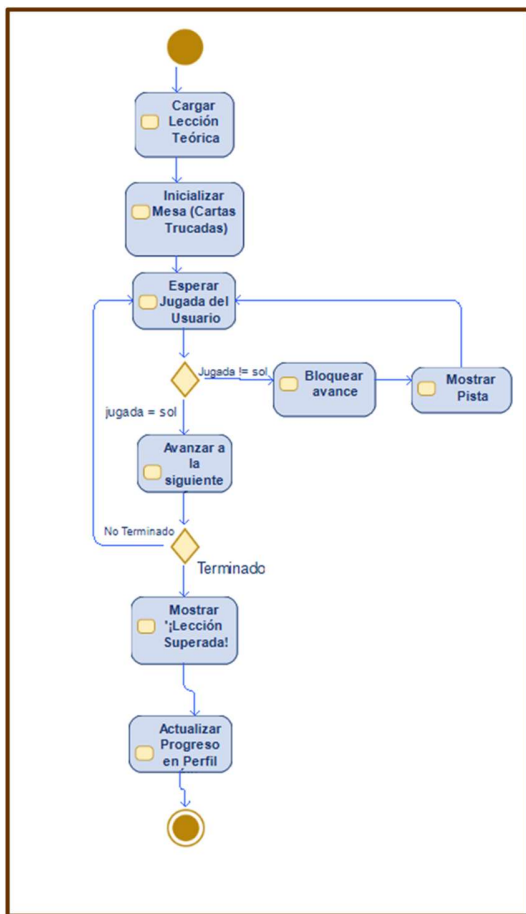 Cargar
Lección
Teórica
Inicializar
Mesa (Cartas
Trucadas)
Esperar
Jugada del
Usuario
Jugada != sol
Bloquear
avance
Mostrar
Pista
jugada = sol
Avanzar a
la
siguiente
No Terminado
Terminado
Mostrar
'¡Lección
Superada!
Actualizar
Progreso
en Perfil